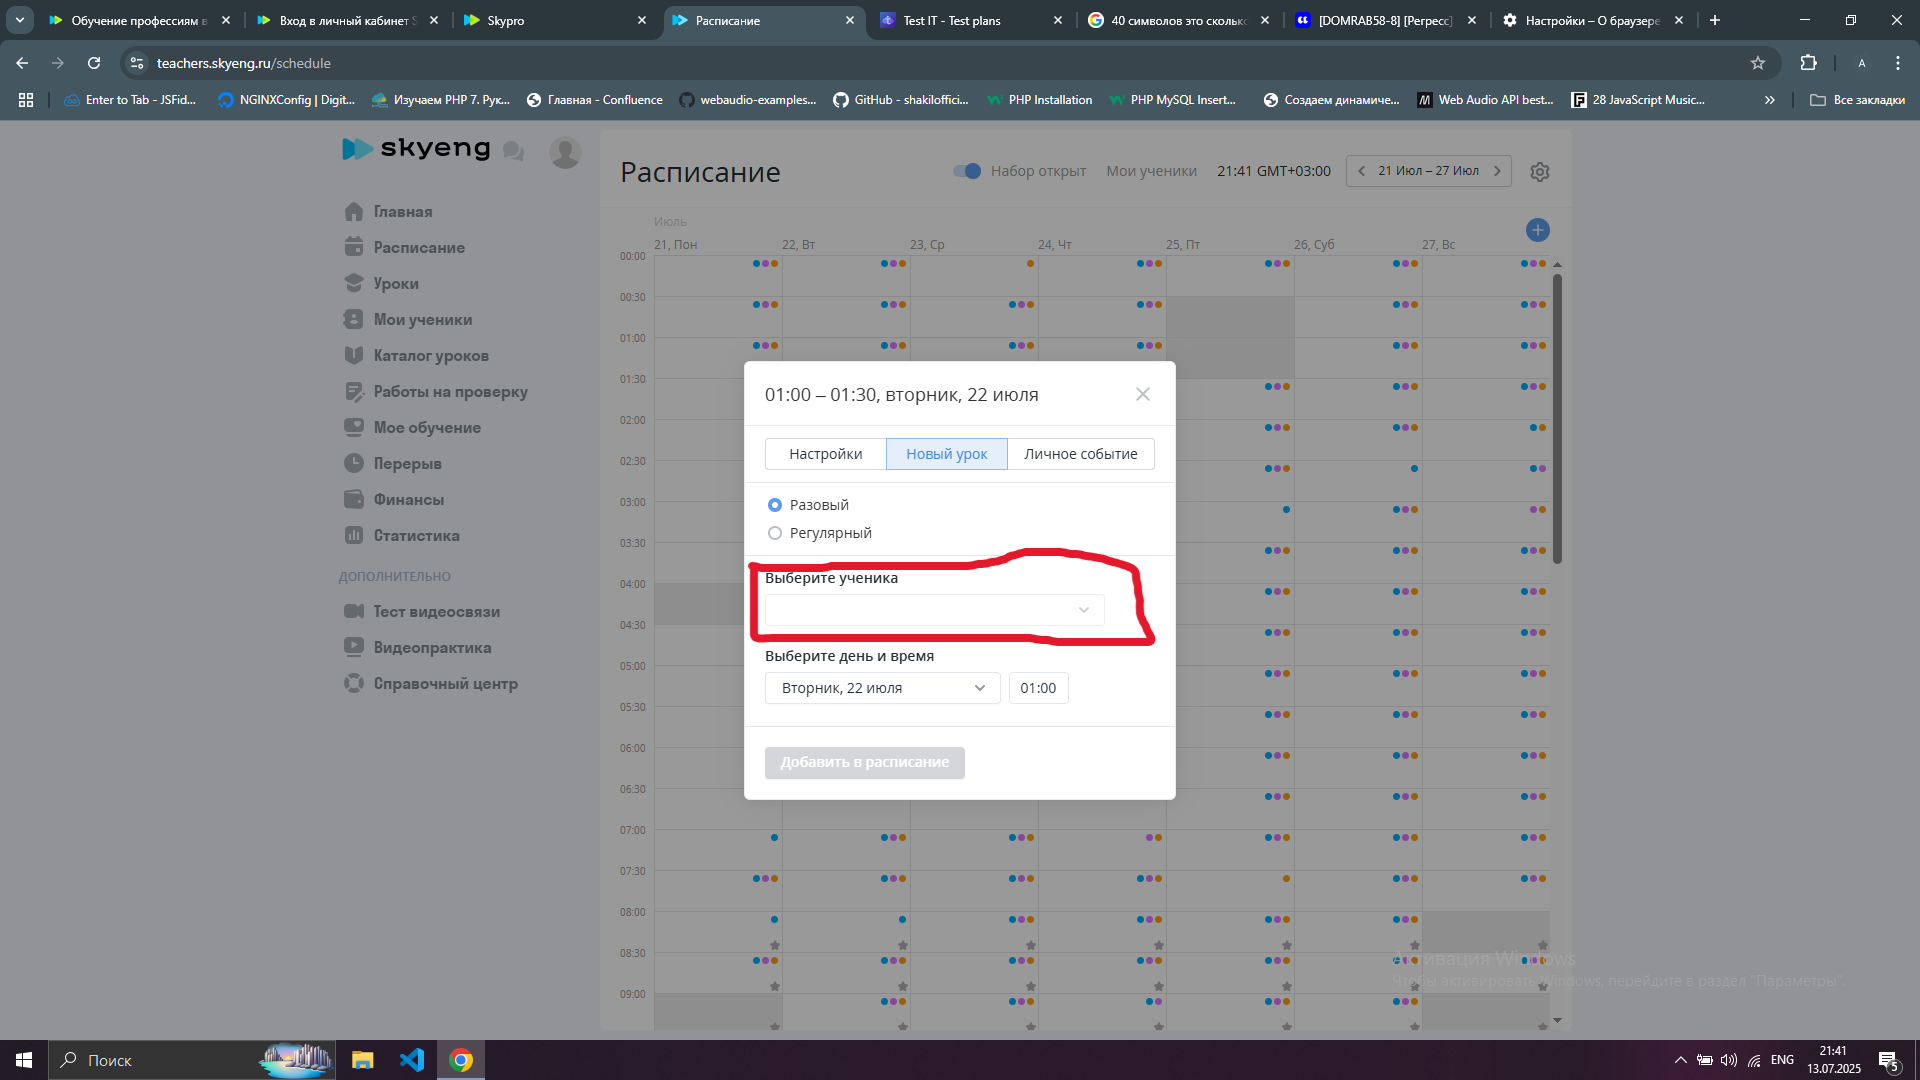 Обучение профессиям в
Вход в личный кабинет S
Skypro
Расписание
Test IT - Test plans
40 символов это скольк
[DOMRAB58-8] [Регресс]
Настройки – О браузере
teachers.skyeng.ru/schedule
A
Enter to Tab - JSFid...
NGINXConfig | Digit...
Изучаем PHP 7. Рук...
Главная - Confluence
webaudio-examples...
GitHub - shakiloffici...
PHP Installation
PHP MySQL Insert...
Создаем динамиче...
Web Audio API best...
28 JavaScript Music...
Все закладки
skyeng
Расписание
Набор открыт
Мои ученики
21:41 GMT+03:00
21 Июл – 27 Июл
Главная
Расписание
Уроки
Мои ученики
Каталог уроков
Работы на проверку
Мое обучение
Перерыв
Финансы
Статистика
ДОПОЛНИТЕЛЬНО
Тест видеосвязи
Видеопрактика
Справочный центр
Июль
21, Пон
22, Вт
23, Ср
24, Чт
25, Пт
26, Суб
27, Вс
00:00
00:30
01:00
01:30
02:00
02:30
03:00
03:30
04:00
04:30
05:00
05:30
06:00
06:30
07:00
07:30
08:00
08:30
09:00
01:00 – 01:30, вторник, 22 июля
Настройки
Новый урок
Личное событие
Разовый
Регулярный
Выберите ученика
Выберите день и время
Вторник, 22 июля
01:00
Добавить в расписание
Активация Windows
Чтобы активировать Windows, перейдите в раздел "Параметры".
Поиск
ENG
21:41
13.07.2025
5